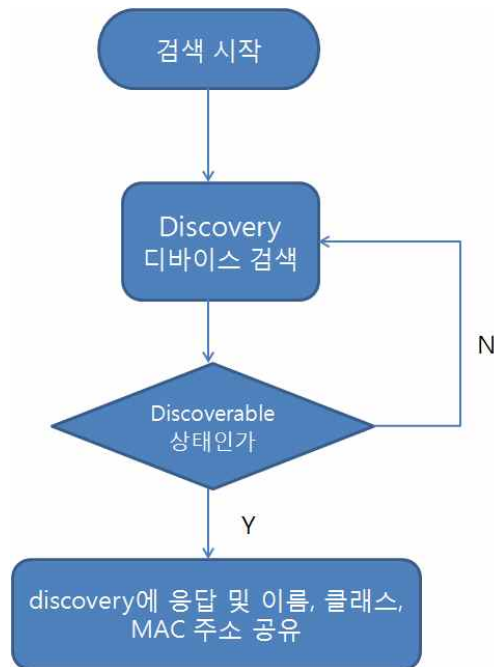 검색 시작
Discovery
디바이스 검색
N
Discoverable
상태인가
Y
discovery에 응답 및 이름, 클래스,
MAC 주소 공유